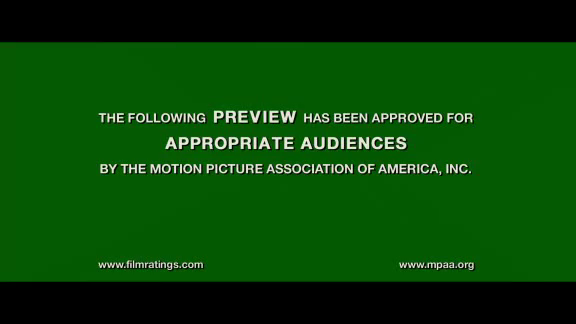 THE FOLLOWING PREVIEW HAS BEEN APPROVED FOR
APPROPRIATE AUDIENCES
BY THE MOTION PICTURE ASSOCIATION OF AMERICA, INC.
www.filmratings.com www.mpaa.org